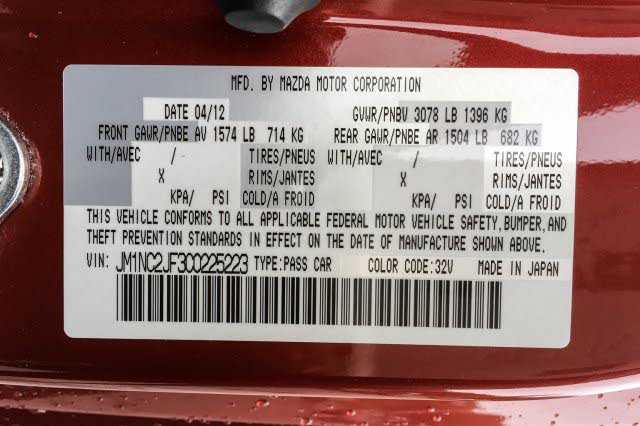 MFD. BY MAZDA MOTOR CORPORATION
DATE 04/12 GVWR/PNBV 3078 LB 1396 KG
FRONT GAWR/PNBE AV 1574 LB 714 KG REAR GAWR/PNBE AR 1504 LB 682 KG
WITH/AVEC / TIRES/PNEUS WITH/AVEC / TIRES/PNEUS
X RIMS/JANTES X RIMS/JANTES
KPA/ PSI COLD/A FROID KPA/ PSI COLD/A FROID
THIS VEHICLE CONFORMS TO ALL APPLICABLE FEDERAL MOTOR VEHICLE SAFETY, BUMPER, AND
THEFT PREVENTION STANDARDS IN EFFECT ON THE DATE OF MANUFACTURE SHOWN ABOVE.
VIN: JM1NC2JF3C0225223 TYPE:PASS CAR COLOR CODE:32V MADE IN JAPAN